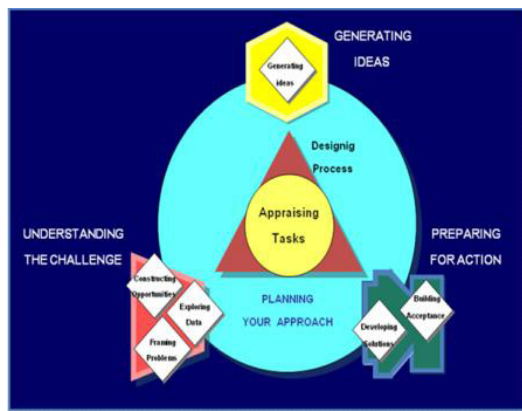 GENERATING
IDEAS
Generating
ideas
Designig
Process
Appraising
Tasks
UNDERSTANDING
THE CHALLENGE
PREPARING
FOR ACTION
Constructing
Opportunities
Exploring
Data
Framing
Problems
PLANNING
YOUR APPROACH
Building
Acceptance
Developing
Solutions